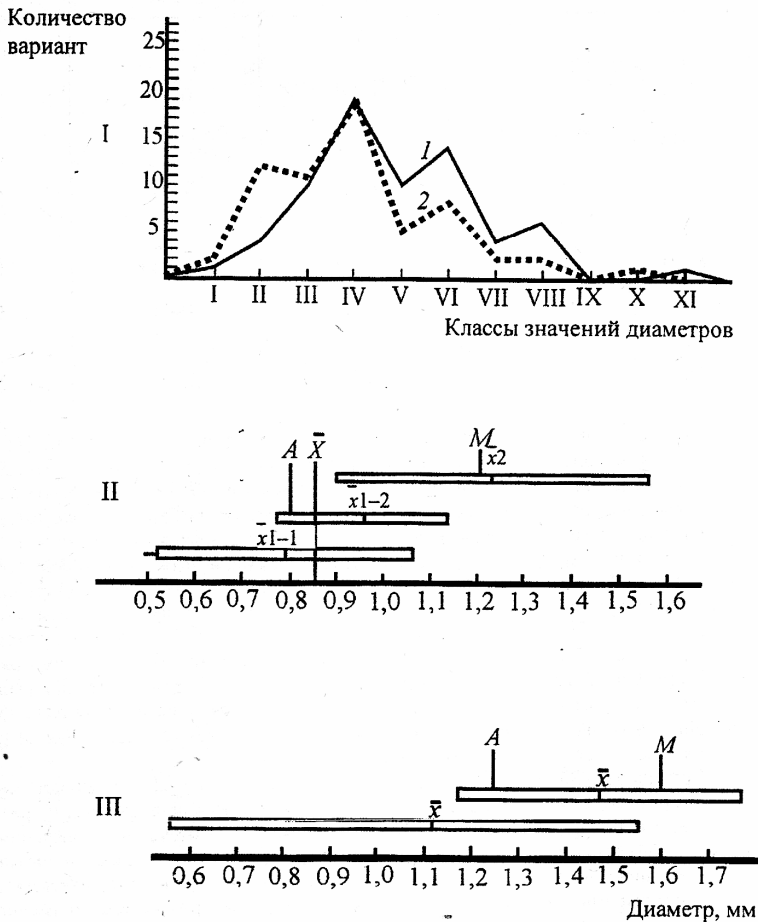 Количество
вариант
25
20
I
15
1
10
2
5
I II III IV V VI VII VIII IX X XI
Классы значений диаметров
A X̄ M
x̄2
II
x̄1–2
x̄1–1
0,5 0,6 0,7 0,8 0,9 1,0 1,1 1,2 1,3 1,4 1,5 1,6
A M
x̄
III
x̄
0,6 0,7 0,8 0,9 1,0 1,1 1,2 1,3 1,4 1,5 1,6 1,7
Диаметр, мм